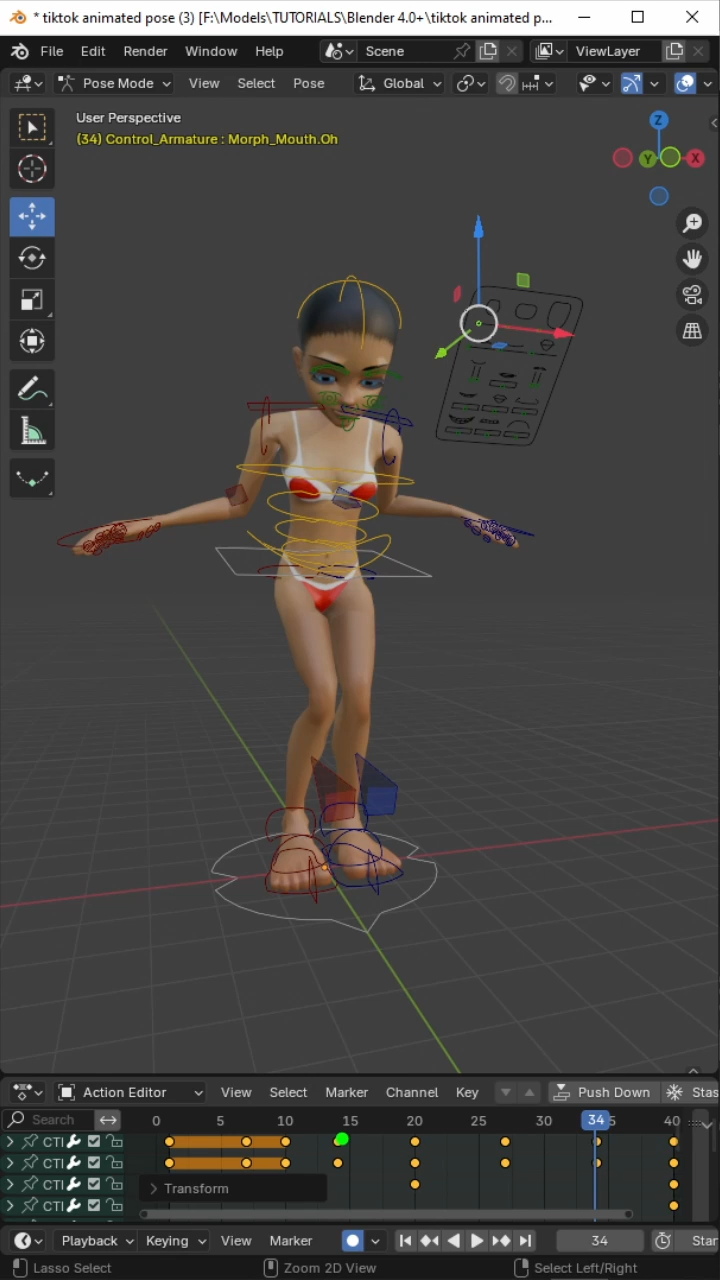 * tiktok animated pose (3) [F:\Models\TUTORIALS\Blender 4.0+\tiktok animated p...
File Edit Render Window Help Scene ViewLayer
Pose Mode View Select Pose Global
User Perspective
(34) Control_Armature : Morph_Mouth.Oh
Z
Y X
Action Editor View Select Marker Channel Key Push Down Stas
Search 0 5 10 15 20 25 30 34 5 40
CTI
CTI
CTI
Transform
CTI
Playback Keying View Marker 34 Star
Lasso Select Zoom 2D View Select Left/Right